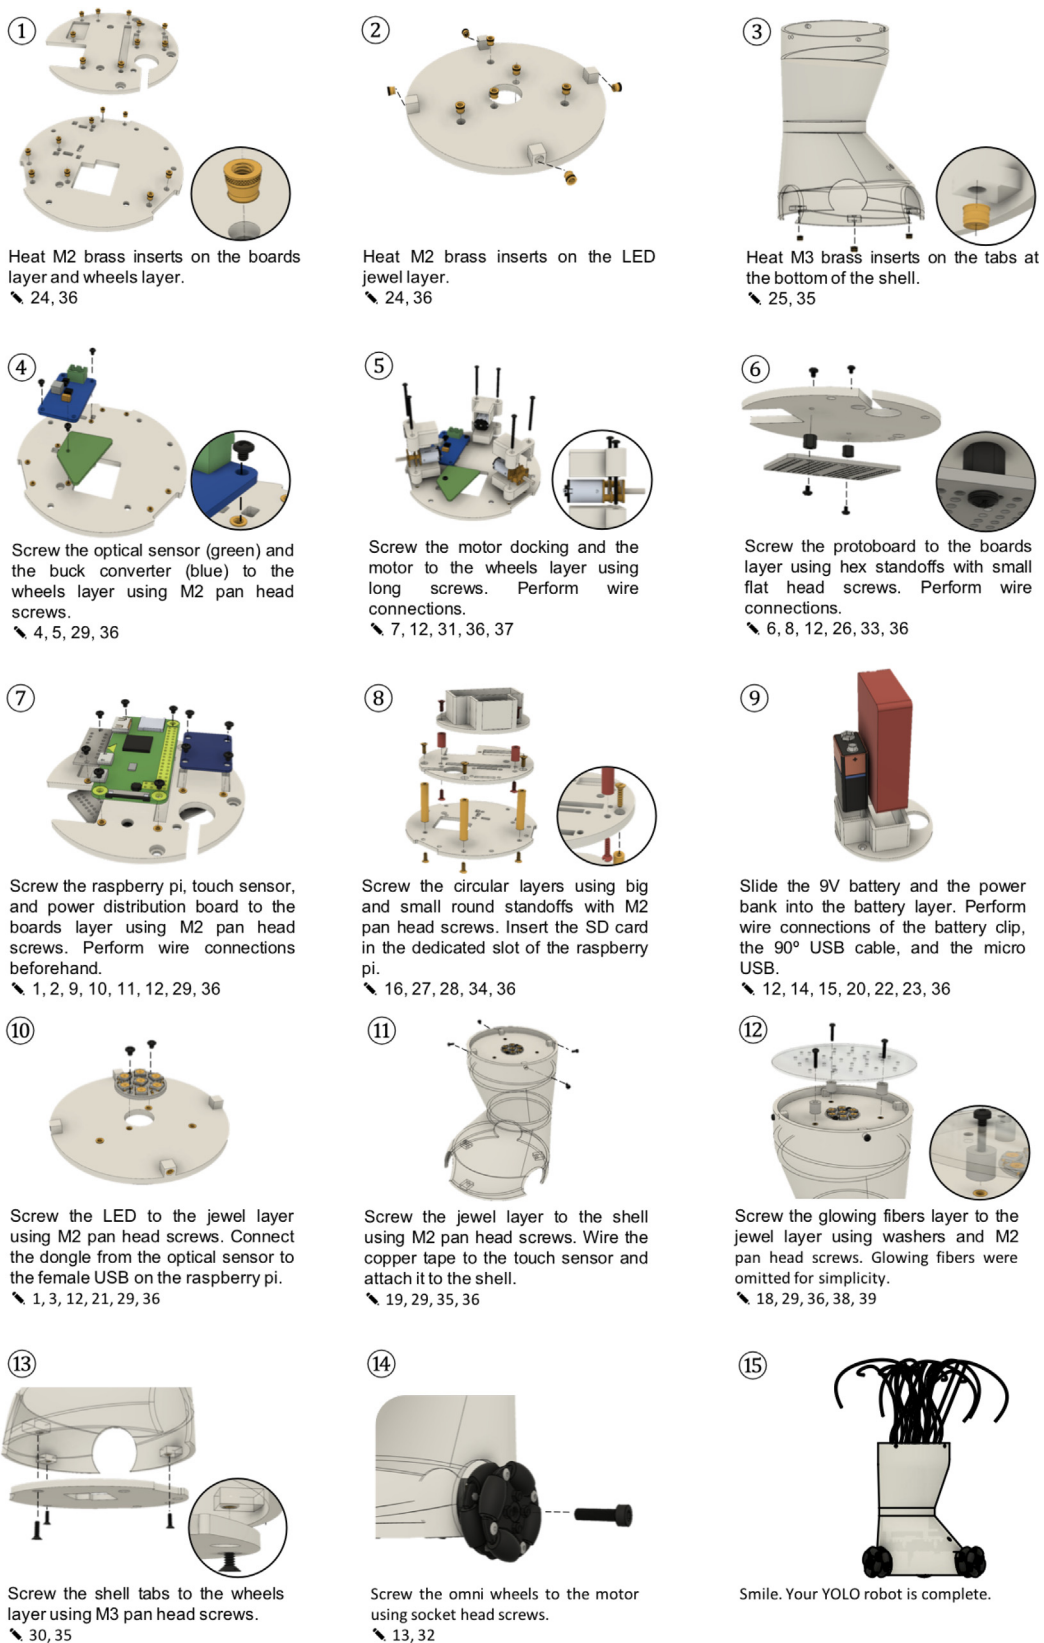 ①
Heat M2 brass inserts on the boards
layer and wheels layer.
✎ 24, 36
②
Heat M2 brass inserts on the LED
jewel layer.
✎ 24, 36
③
Heat M3 brass inserts on the tabs at
the bottom of the shell.
✎ 25, 35
④
Screw the optical sensor (green) and
the buck converter (blue) to the
wheels layer using M2 pan head
screws.
✎ 4, 5, 29, 36
⑤
Screw the motor docking and the
motor to the wheels layer using
long screws. Perform wire
connections.
✎ 7, 12, 31, 36, 37
⑥
Screw the protoboard to the boards
layer using hex standoffs with small
flat head screws. Perform wire
connections.
✎ 6, 8, 12, 26, 33, 36
⑦
Screw the raspberry pi, touch sensor,
and power distribution board to the
boards layer using M2 pan head
screws. Perform wire connections
beforehand.
✎ 1, 2, 9, 10, 11, 12, 29, 36
⑧
Screw the circular layers using big
and small round standoffs with M2
pan head screws. Insert the SD card
in the dedicated slot of the raspberry
pi.
✎ 16, 27, 28, 34, 36
⑨
Slide the 9V battery and the power
bank into the battery layer. Perform
wire connections of the battery clip,
the 90º USB cable, and the micro
USB.
✎ 12, 14, 15, 20, 22, 23, 36
⑩
Screw the LED to the jewel layer
using M2 pan head screws. Connect
the dongle from the optical sensor to
the female USB on the raspberry pi.
✎ 1, 3, 12, 21, 29, 36
⑪
Screw the jewel layer to the shell
using M2 pan head screws. Wire the
copper tape to the touch sensor and
attach it to the shell.
✎ 19, 29, 35, 36
⑫
Screw the glowing fibers layer to the
jewel layer using washers and M2
pan head screws. Glowing fibers were
omitted for simplicity.
✎ 18, 29, 36, 38, 39
⑬
Screw the shell tabs to the wheels
layer using M3 pan head screws.
✎ 30, 35
⑭
Screw the omni wheels to the motor
using socket head screws.
✎ 13, 32
⑮
Smile. Your YOLO robot is complete.